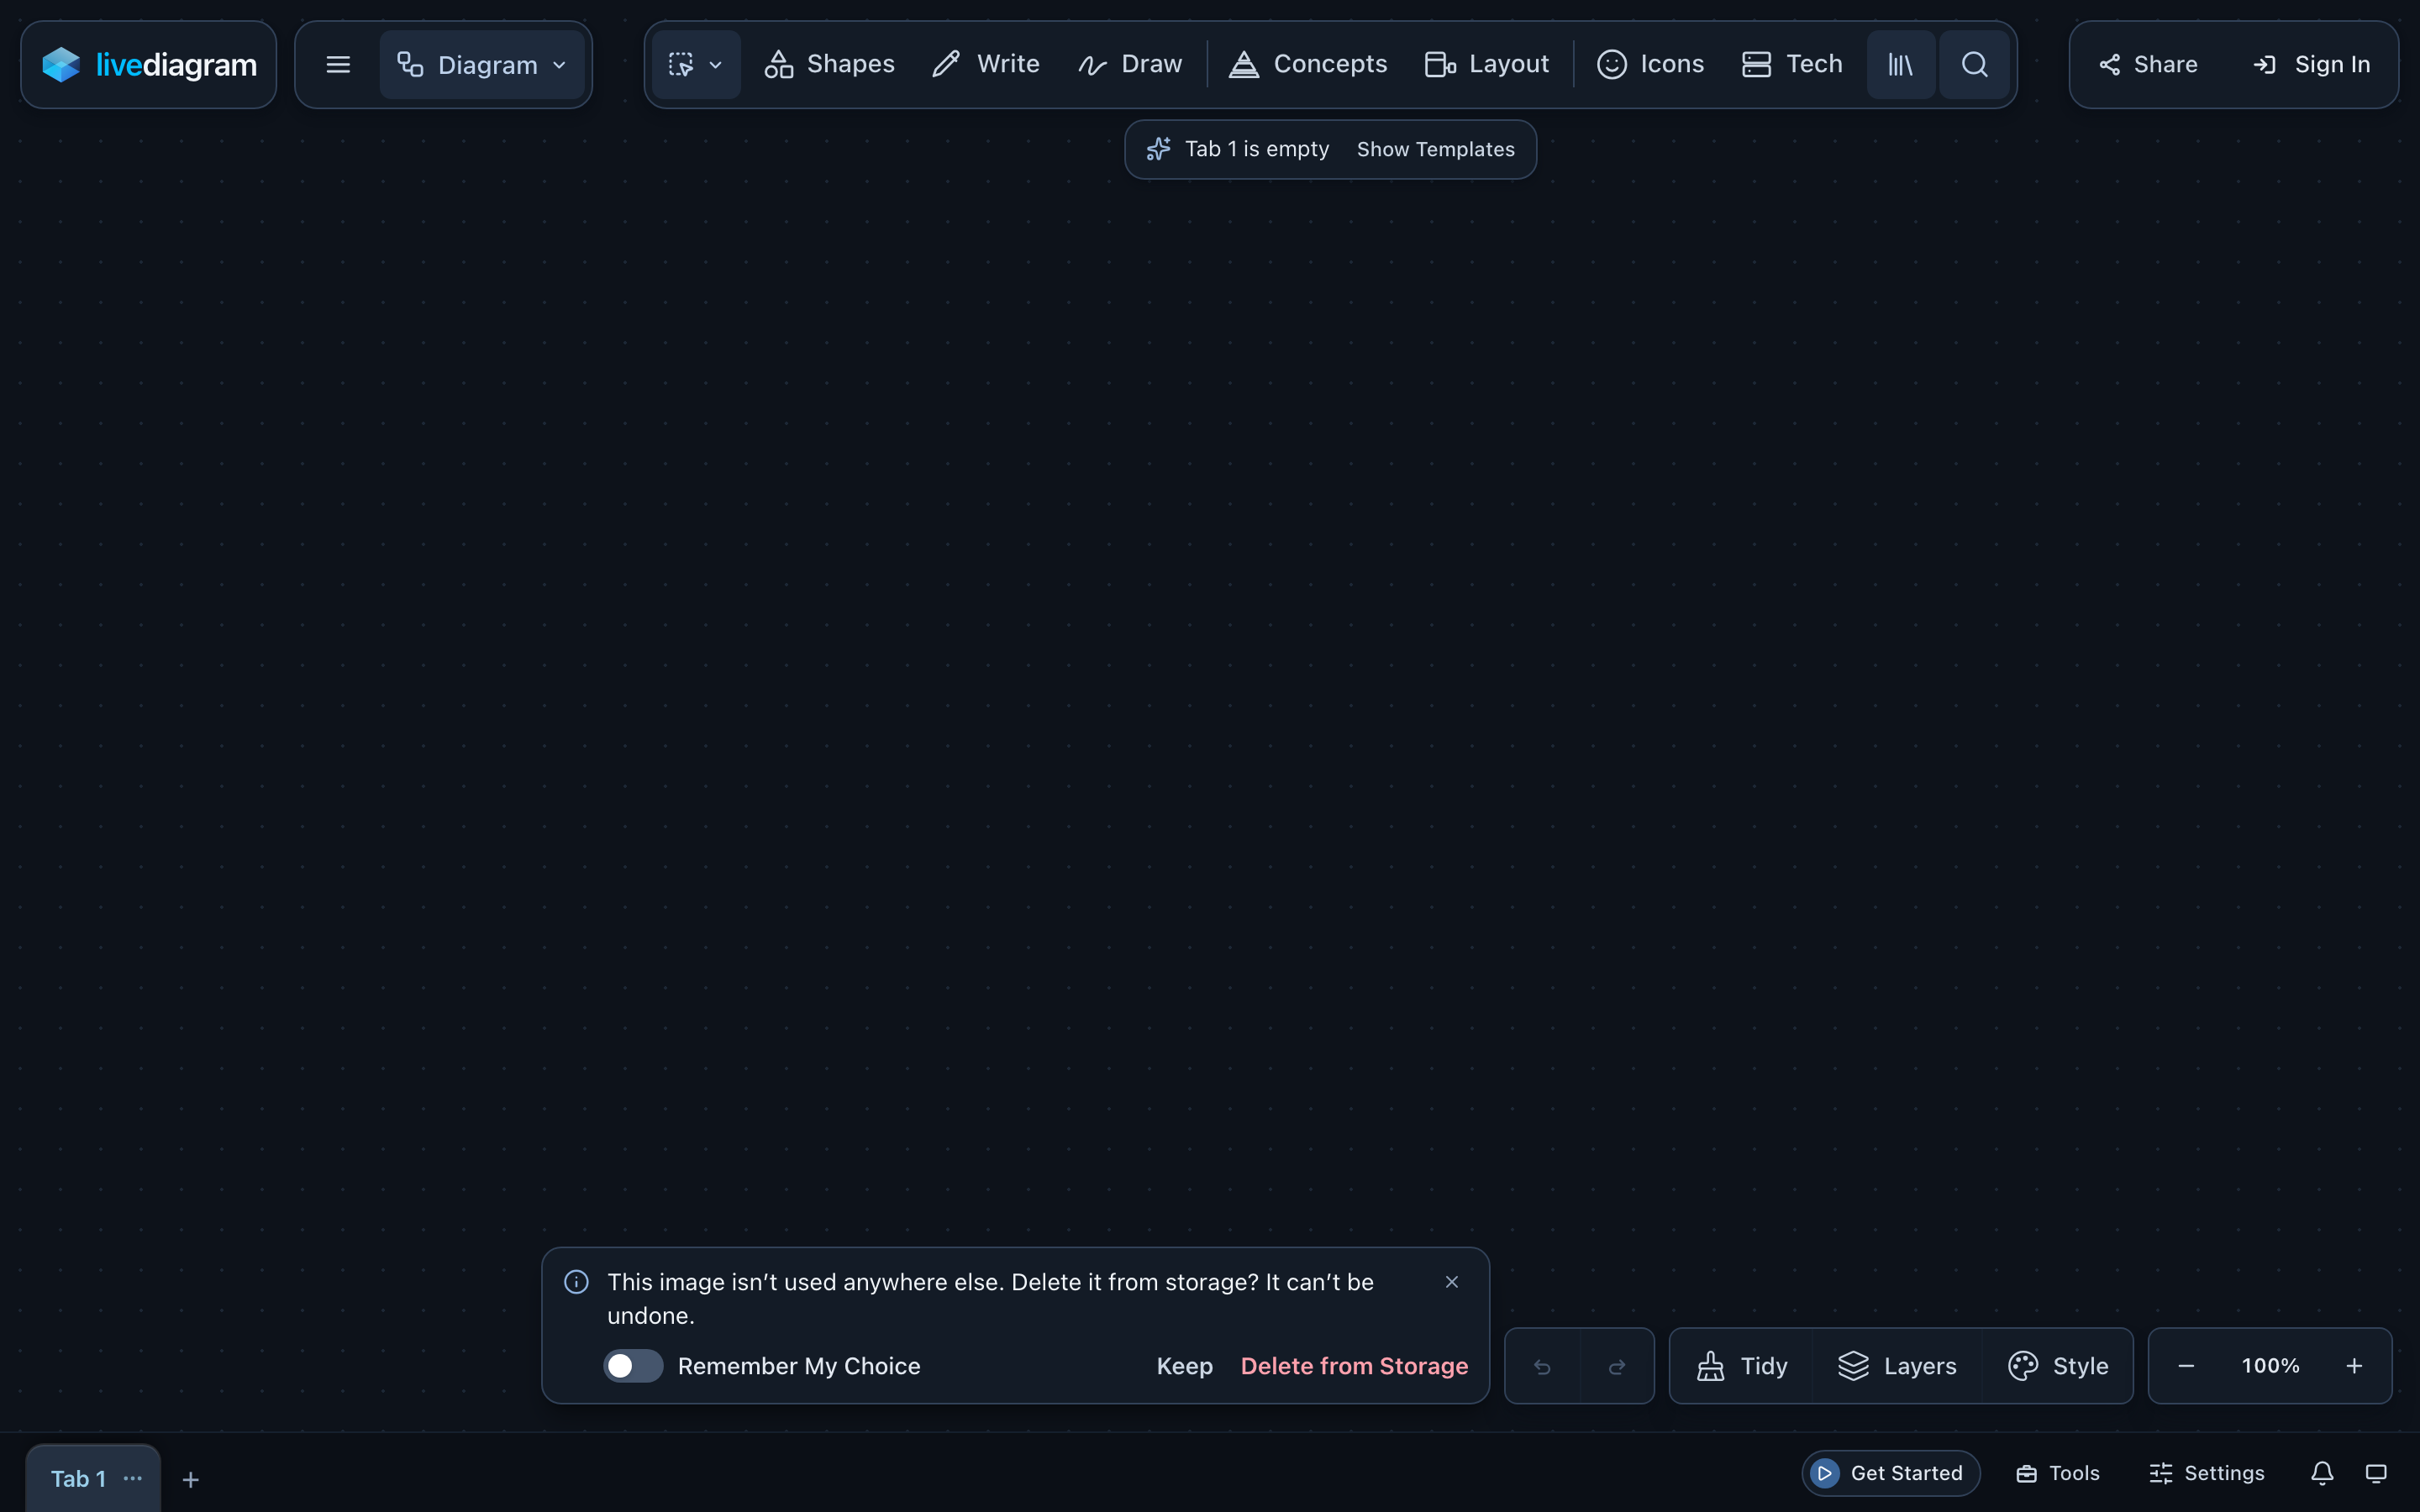 livediagram
Diagram
Shapes
Write
Draw
Concepts
Layout
Icons
Tech
Share
Sign In
Tab 1 is empty
Show Templates
This image isn’t used anywhere else. Delete it from storage? It can’t be
undone.
Remember My Choice
Keep
Delete from Storage
Tidy
Layers
Style
100%
Tab 1
Get Started
Tools
Settings